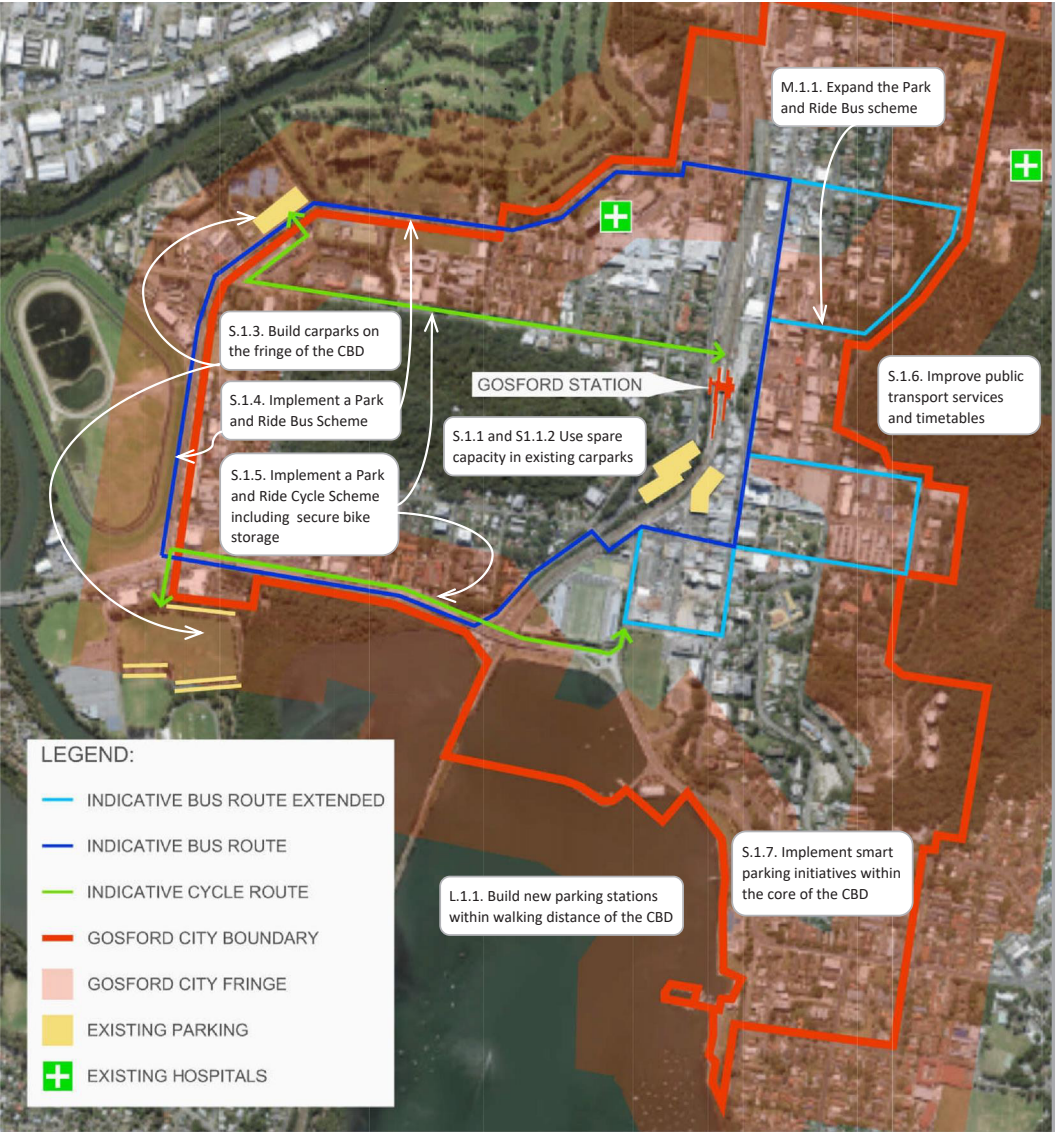 M.1.1. Expand the Park
and Ride Bus scheme
S.1.3. Build carparks on
the fringe of the CBD
S.1.4. Implement a Park
and Ride Bus Scheme
S.1.5. Implement a Park
and Ride Cycle Scheme
including secure bike
storage
GOSFORD STATION
S.1.1 and S1.1.2 Use spare
capacity in existing carparks
S.1.6. Improve public
transport services
and timetables
S.1.7. Implement smart
parking initiatives within
the core of the CBD
L.1.1. Build new parking stations
within walking distance of the CBD
LEGEND:
INDICATIVE BUS ROUTE EXTENDED
INDICATIVE BUS ROUTE
INDICATIVE CYCLE ROUTE
GOSFORD CITY BOUNDARY
GOSFORD CITY FRINGE
EXISTING PARKING
EXISTING HOSPITALS